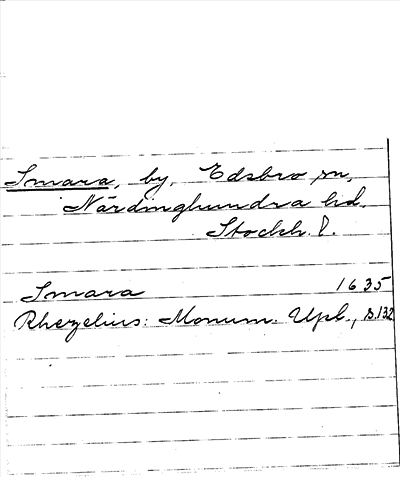 Smara, by, Edsbro sn,
Närdinghundra hd.
Stockh. l.
Smara 1635
Rhezelius: Monum. Upl., s. 132